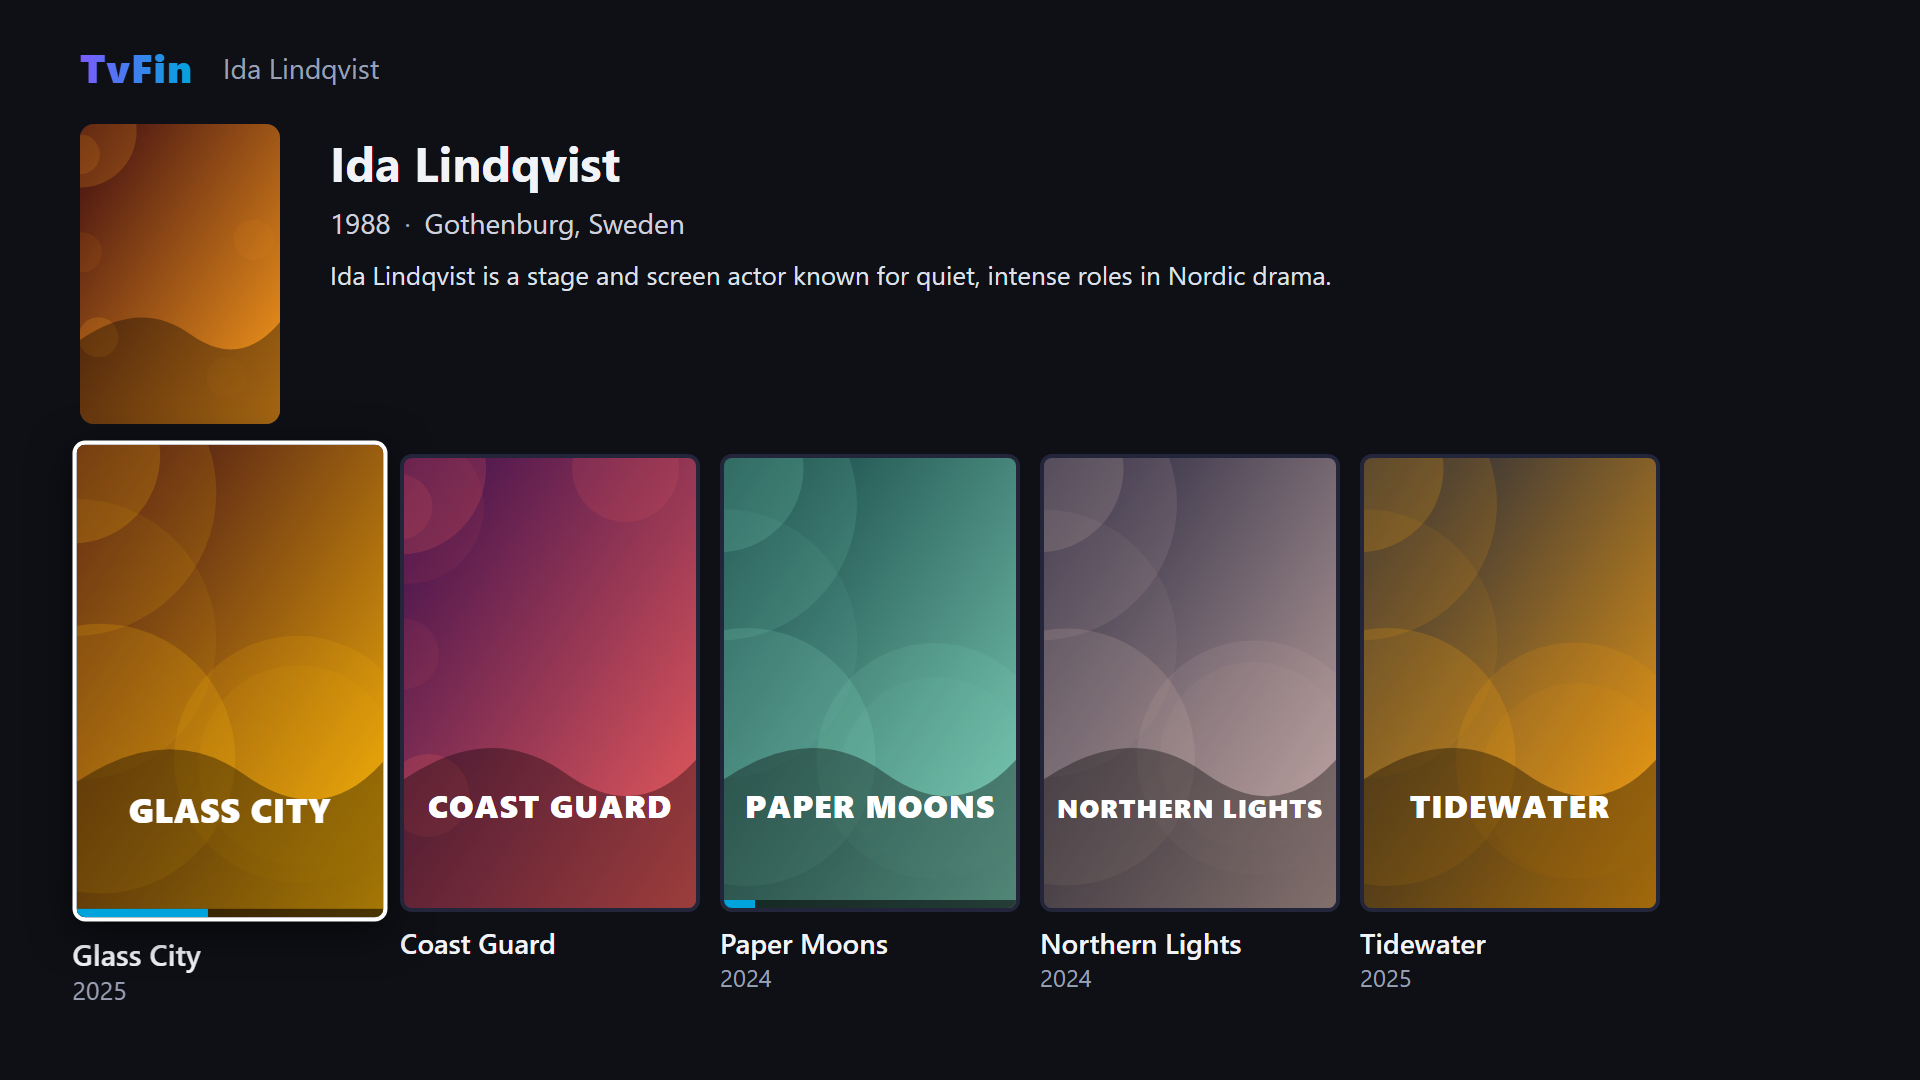 TvFin Ida Lindqvist
Ida Lindqvist
1988 · Gothenburg, Sweden
Ida Lindqvist is a stage and screen actor known for quiet, intense roles in Nordic drama.
GLASS CITY
COAST GUARD
PAPER MOONS
NORTHERN LIGHTS
TIDEWATER
Glass City
2025
Coast Guard
Paper Moons
2024
Northern Lights
2024
Tidewater
2025